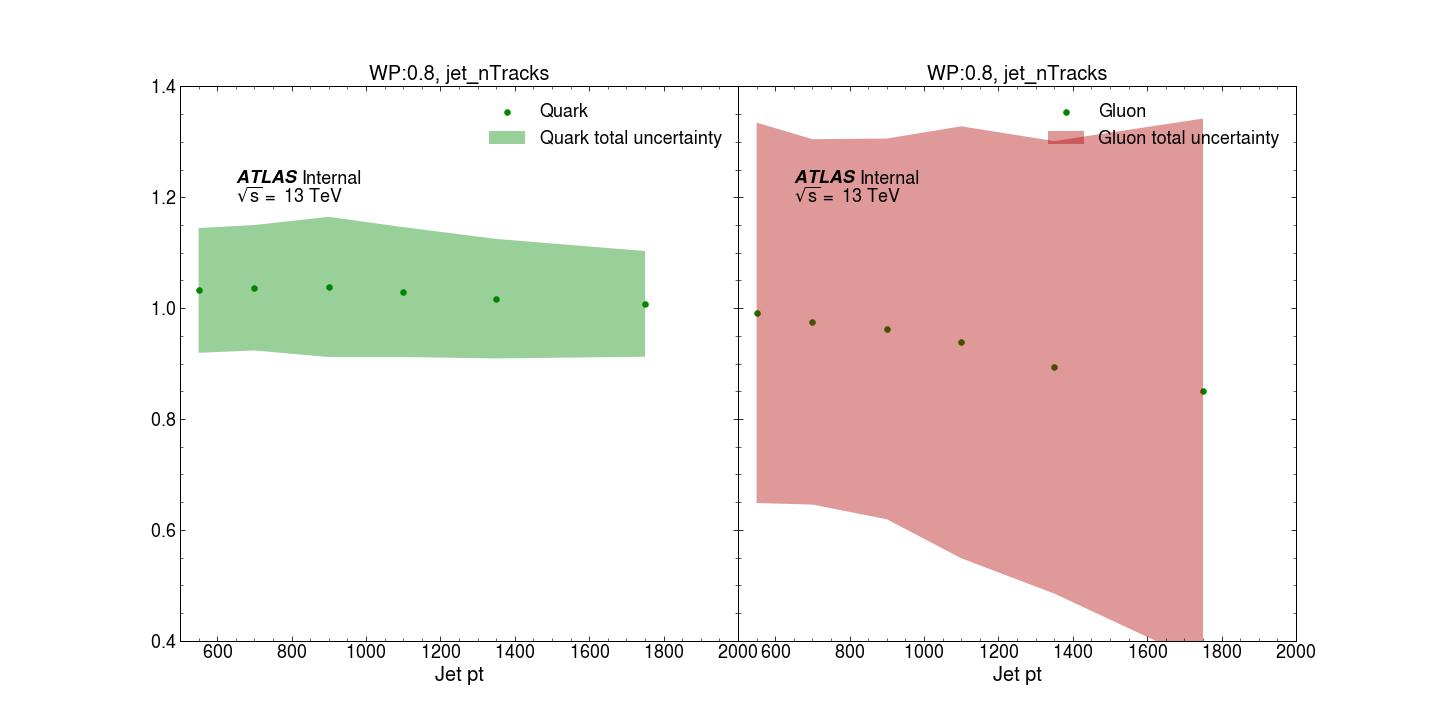 WP:0.8, jet_nTracks
WP:0.8, jet_nTracks
Quark
Quark total uncertainty
ATLAS Internal
√s = 13 TeV
Gluon
Gluon total uncertainty
ATLAS Internal
√s = 13 TeV
1.4
1.2
1.0
0.8
0.6
0.4
600 800 1000 1200 1400 1600 1800 2000
600 800 1000 1200 1400 1600 1800 2000
Jet pt
Jet pt